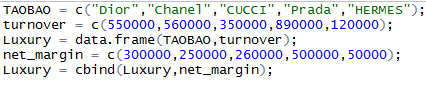 TAOBAO = c("Dior","Chanel","CUCCI","Prada","HERMES");
turnover = c(550000,560000,350000,890000,120000);
Luxury = data.frame(TAOBAO,turnover);
net_margin = c(300000,250000,260000,500000,50000);
Luxury = cbind(Luxury,net_margin);